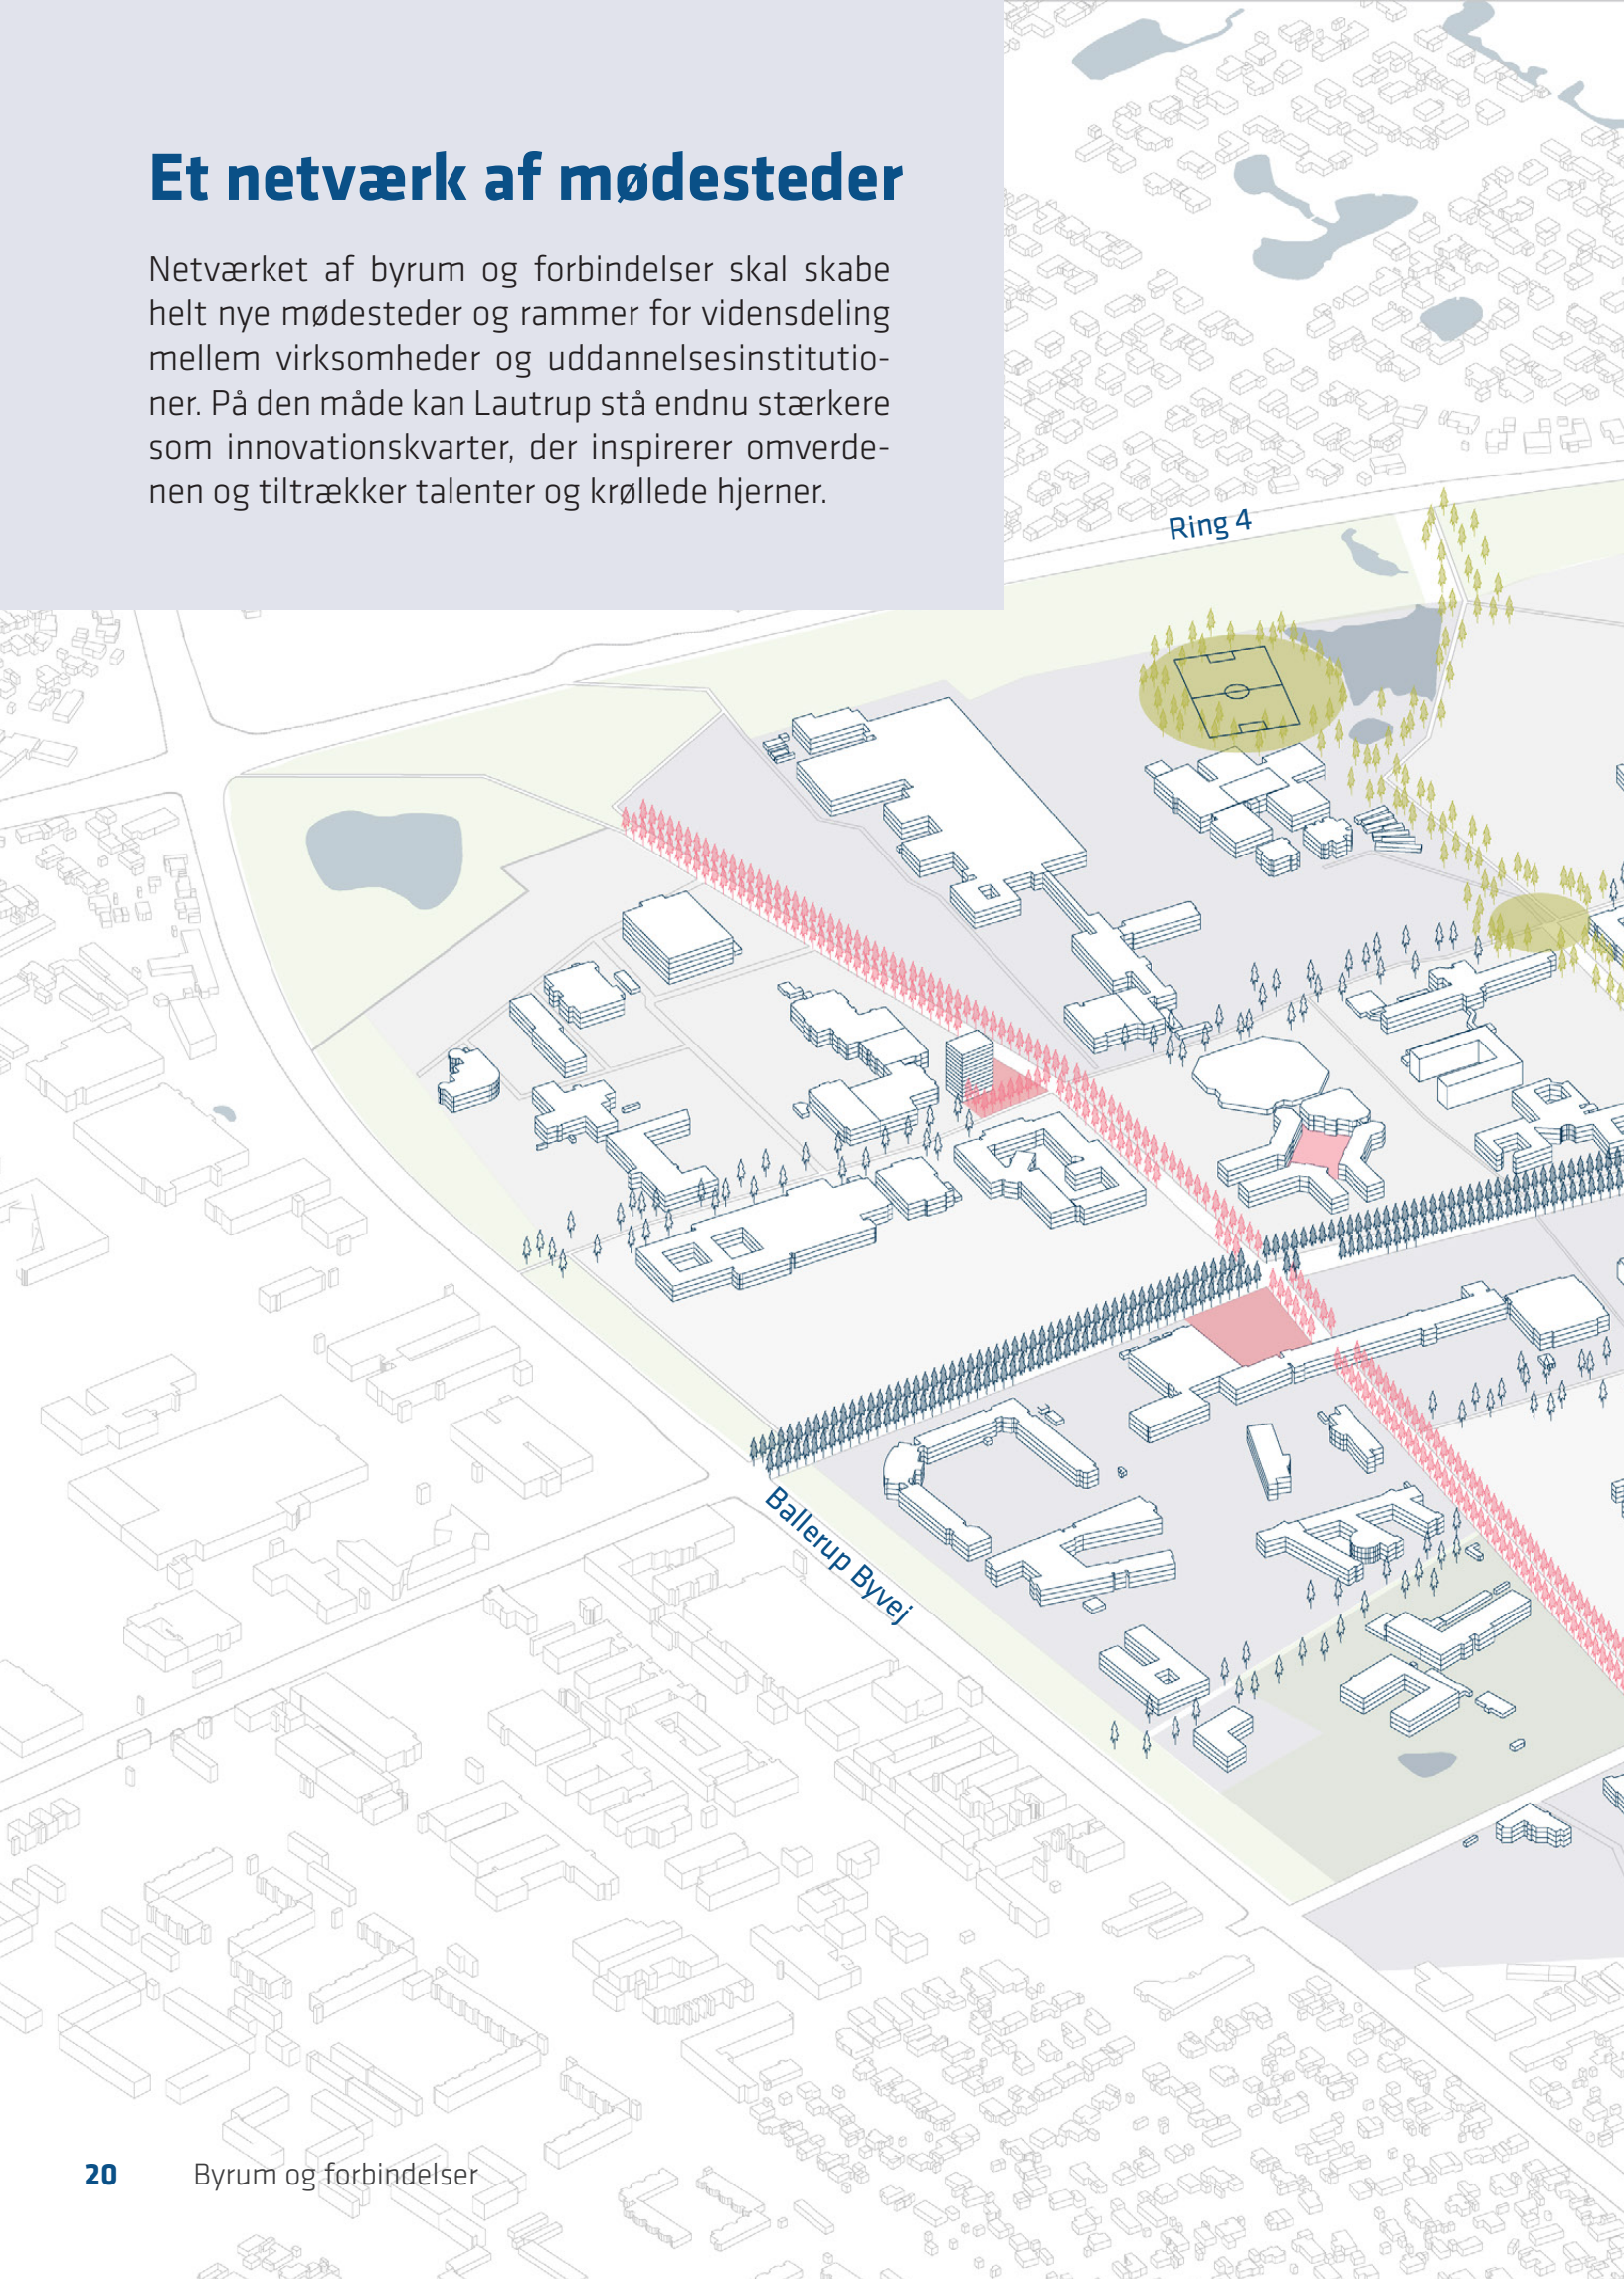 Et netværk af mødesteder
Netværket af byrum og forbindelser skal skabe
helt nye mødesteder og rammer for vidensdeling
mellem virksomheder og uddannelsesinstitutio-
ner. På den måde kan Lautrup stå endnu stærkere
som innovationskvarter, der inspirerer omverde-
nen og tiltrækker talenter og krøllede hjerner.
Ring 4
Ballerup Byvej
20 Byrum og forbindelser